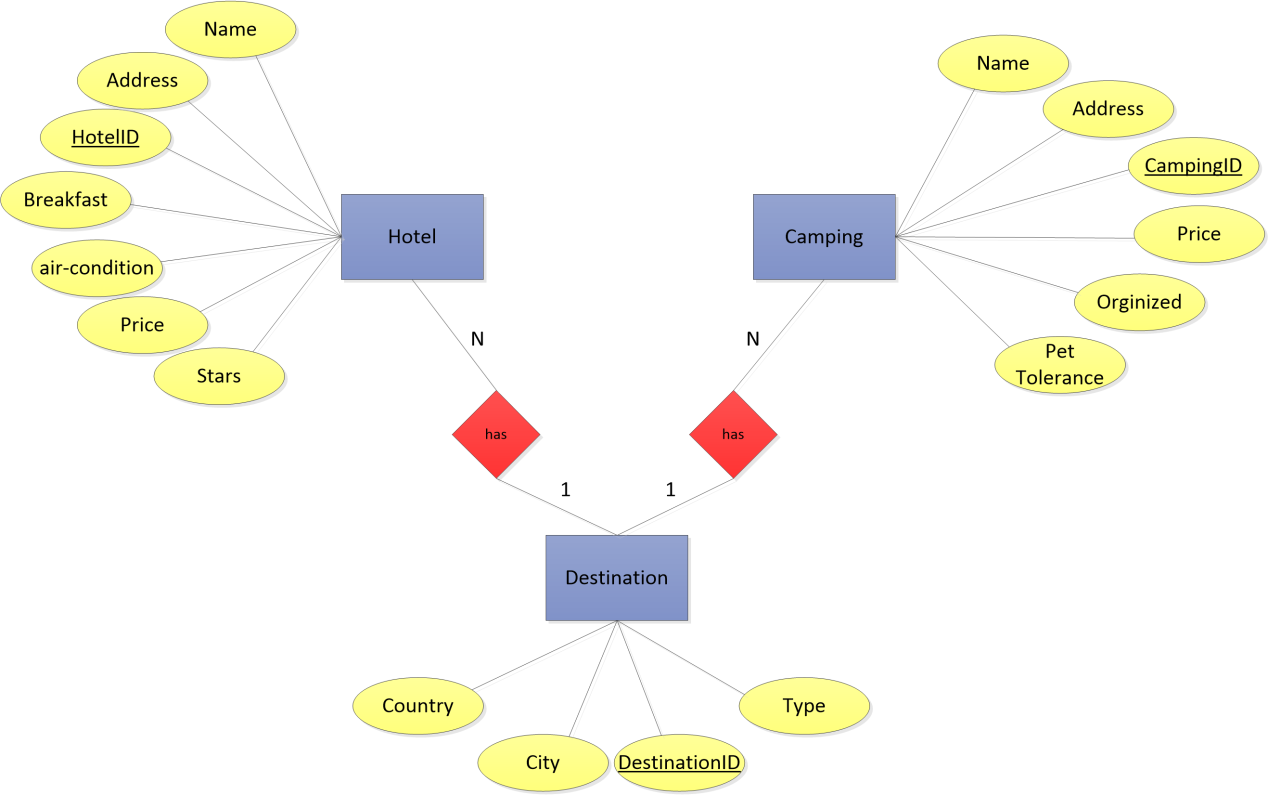 Name
Address
HotelID
Breakfast
air-condition
Price
Stars
Hotel
Name
Address
CampingID
Price
Orginized
Pet
Tolerance
Camping
N
N
has
has
1
1
Destination
Country
City
DestinationID
Type